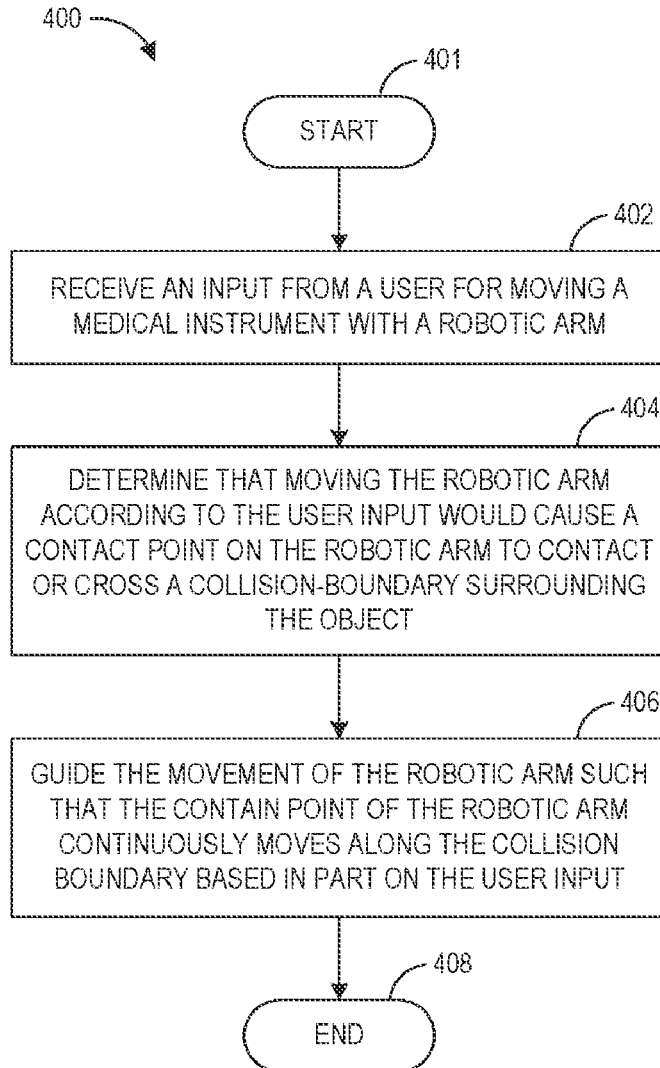 400
401
START
402
RECEIVE AN INPUT FROM A USER FOR MOVING A
MEDICAL INSTRUMENT WITH A ROBOTIC ARM
404
DETERMINE THAT MOVING THE ROBOTIC ARM
ACCORDING TO THE USER INPUT WOULD CAUSE A
CONTACT POINT ON THE ROBOTIC ARM TO CONTACT
OR CROSS A COLLISION-BOUNDARY SURROUNDING
THE OBJECT
406
GUIDE THE MOVEMENT OF THE ROBOTIC ARM SUCH
THAT THE CONTAIN POINT OF THE ROBOTIC ARM
CONTINUOUSLY MOVES ALONG THE COLLISION
BOUNDARY BASED IN PART ON THE USER INPUT
408
END